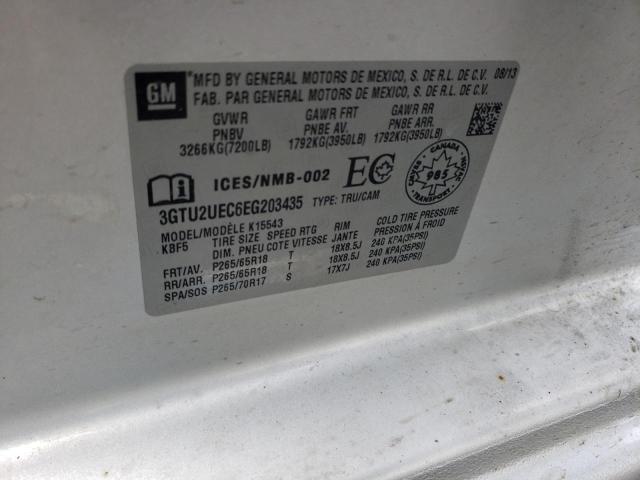 GM
*MFD BY GENERAL MOTORS DE MEXICO, S. DE R.L. DE C.V. 08/13
FAB. PAR GENERAL MOTORS DE MEXICO, S. DE R.L. DE C.V.
GVWR GAWR FRT GAWR RR
PNBV PNBE AV. PNBE ARR.
3266KG(7200LB) 1792KG(3950LB) 1792KG(3950LB)
ICES/NMB-002 EC
CANADA
985
TRANSPORT
3GTU2UEC6EG203435 TYPE: TRU/CAM
MODEL/MODÈLE K15543
KBF5 TIRE SIZE SPEED RTG RIM COLD TIRE PRESSURE
DIM. PNEU COTE VITESSE JANTE PRESSION À FROID
FRT/AV. P265/65R18 T 18X8.5J 240 KPA(35PSI)
RR/ARR. P265/65R18 T 18X8.5J 240 KPA(35PSI)
SPA/SOS P265/70R17 S 17X7J 240 KPA(35PSI)